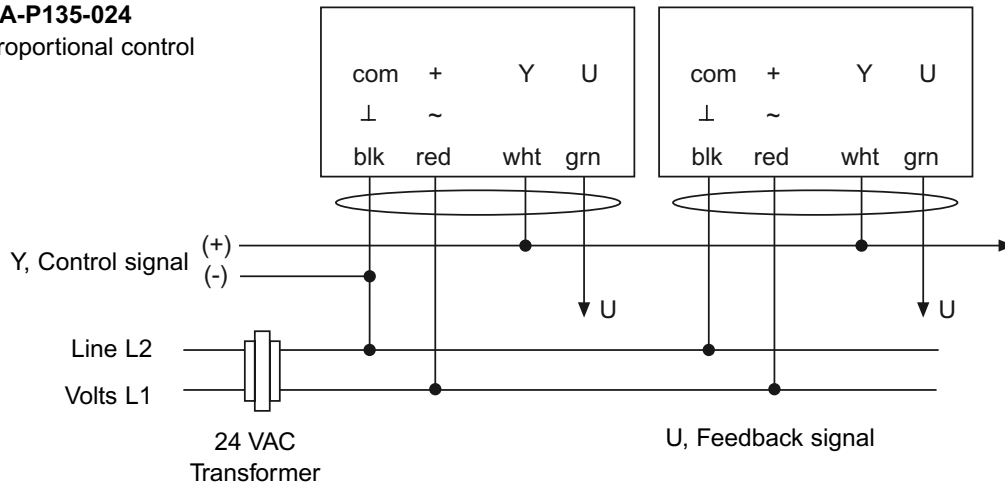 A-P135-024
roportional control
com + Y U
⊥ ~
blk red wht grn
com + Y U
⊥ ~
blk red wht grn
Y, Control signal
(+)
(-)
U
U
Line L2
Volts L1
24 VAC
Transformer
U, Feedback signal